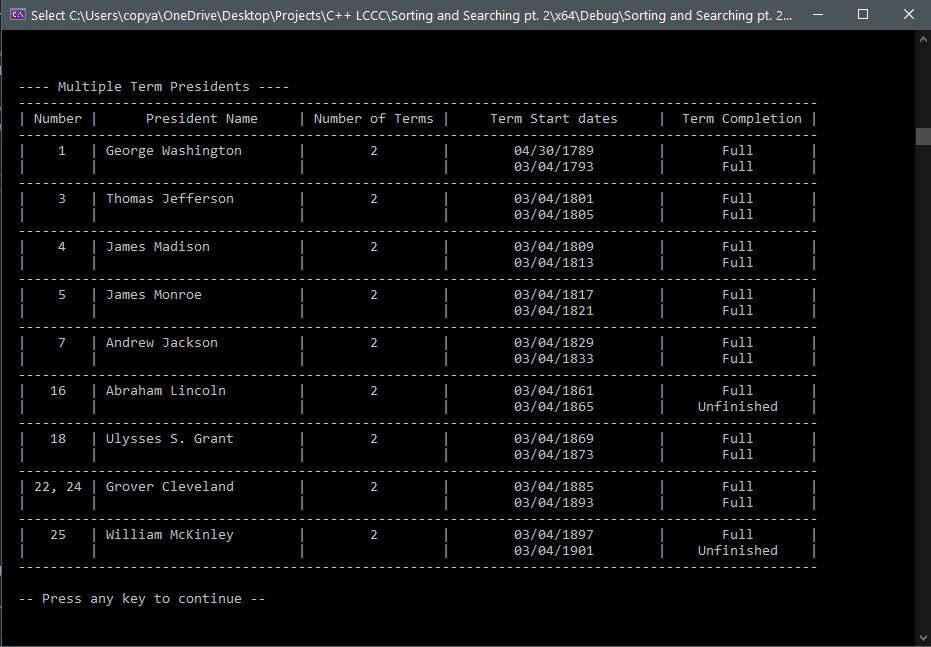 Select C:\Users\copya\OneDrive\Desktop\Projects\C++ LCCC\Sorting and Searching pt. 2\x64\Debug\Sorting and Searching pt. 2...
---- Multiple Term Presidents ----
| Number | President Name | Number of Terms | Term Start dates | Term Completion |
| 1 | George Washington | 2 | 04/30/1789 | Full |
| | | | 03/04/1793 | Full |
| 3 | Thomas Jefferson | 2 | 03/04/1801 | Full |
| | | | 03/04/1805 | Full |
| 4 | James Madison | 2 | 03/04/1809 | Full |
| | | | 03/04/1813 | Full |
| 5 | James Monroe | 2 | 03/04/1817 | Full |
| | | | 03/04/1821 | Full |
| 7 | Andrew Jackson | 2 | 03/04/1829 | Full |
| | | | 03/04/1833 | Full |
| 16 | Abraham Lincoln | 2 | 03/04/1861 | Full |
| | | | 03/04/1865 | Unfinished |
| 18 | Ulysses S. Grant | 2 | 03/04/1869 | Full |
| | | | 03/04/1873 | Full |
| 22, 24 | Grover Cleveland | 2 | 03/04/1885 | Full |
| | | | 03/04/1893 | Full |
| 25 | William McKinley | 2 | 03/04/1897 | Full |
| | | | 03/04/1901 | Unfinished |
-- Press any key to continue --